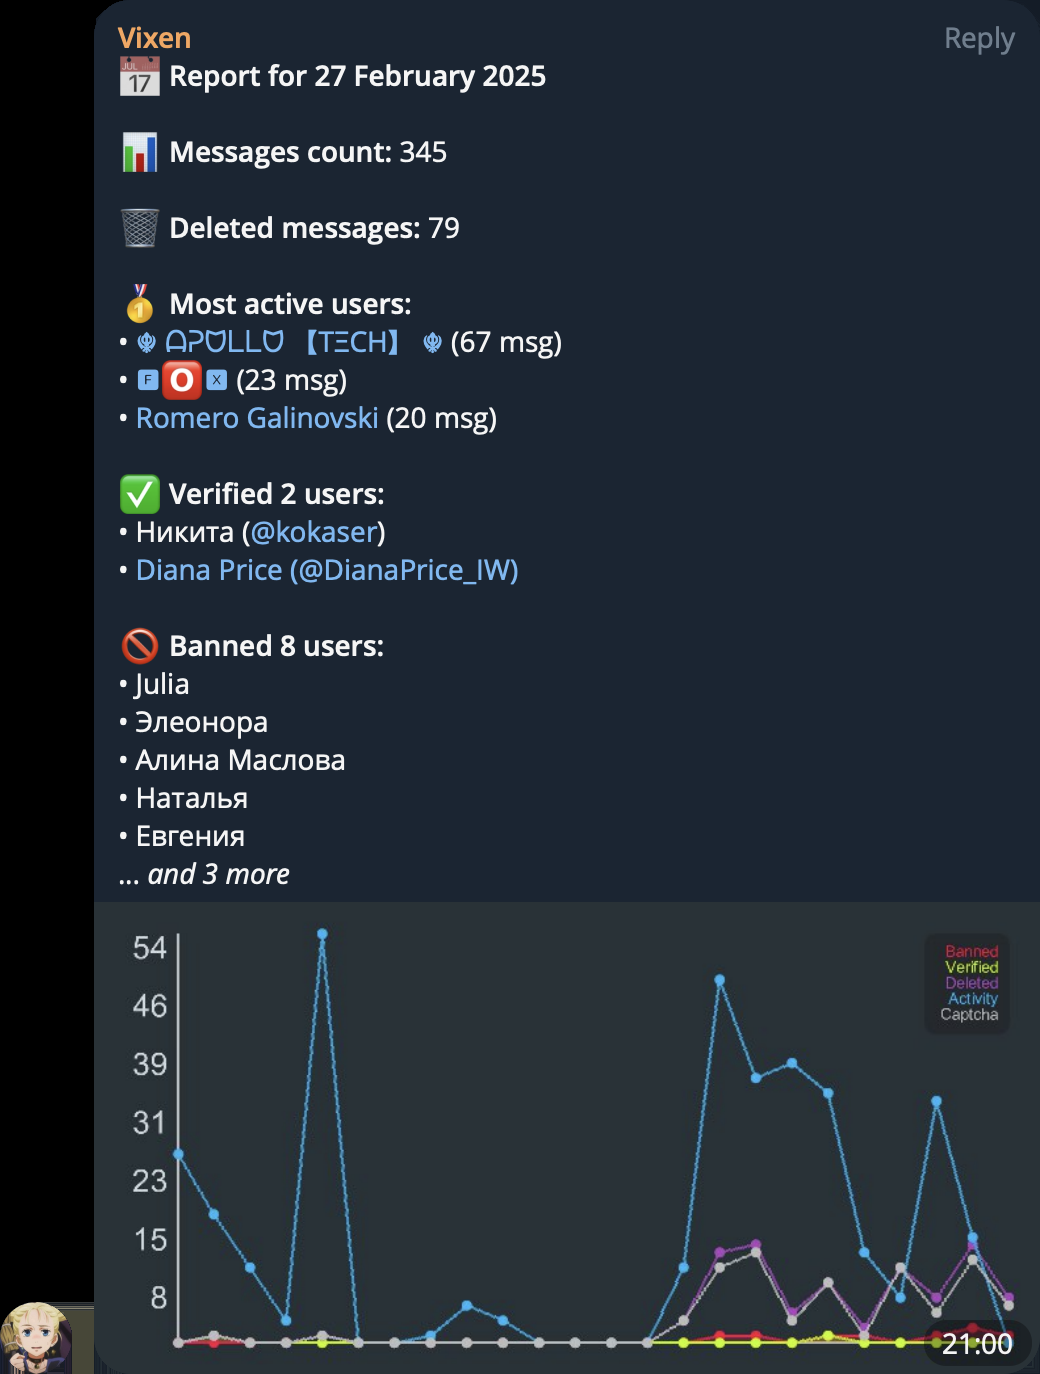 Vixen Reply
📅 Report for 27 February 2025
📊 Messages count: 345
🗑 Deleted messages: 79
🥇 Most active users:
• ☬ ᗩᑭᗢᒪᒪᗢ 【TΞCH】 ☬ (67 msg)
• 🅵🅾️🆇 (23 msg)
• Romero Galinovski (20 msg)
✅ Verified 2 users:
• Никита (@kokaser)
• Diana Price (@DianaPrice_IW)
🚫 Banned 8 users:
• Julia
• Элеонора
• Алина Маслова
• Наталья
• Евгения
... and 3 more
54
46
39
31
23
15
8
Banned
Verified
Deleted
Activity
Captcha
21:00